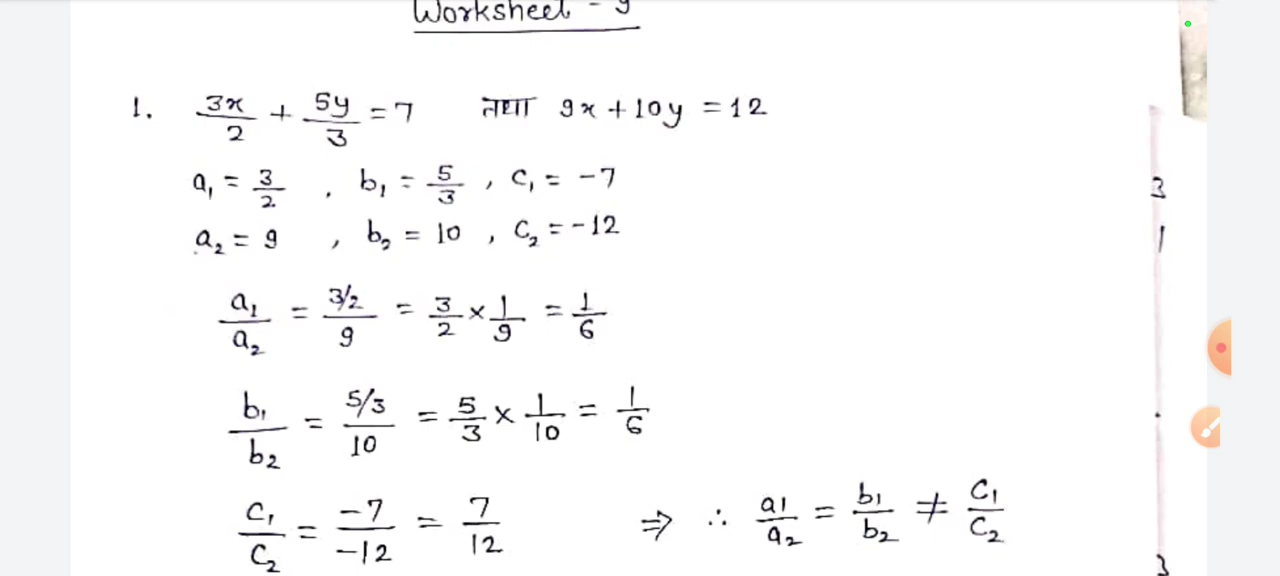 Worksheet - 9
1. 3x/2 + 5y/3 = 7 तथा 9x + 10y = 12
a₁ = 3/2 , b₁ = 5/3 , c₁ = -7
a₂ = 9 , b₂ = 10 , c₂ = -12
a₁/a₂ = 3/2/9 = 3/2 × 1/9 = 1/6
b₁/b₂ = 5/3/10 = 5/3 × 1/10 = 1/6
c₁/c₂ = -7/-12 = 7/12 ⇒ ∴ a1/a₂ = b₁/b₂ ≠ c₁/c₂
3
1
3